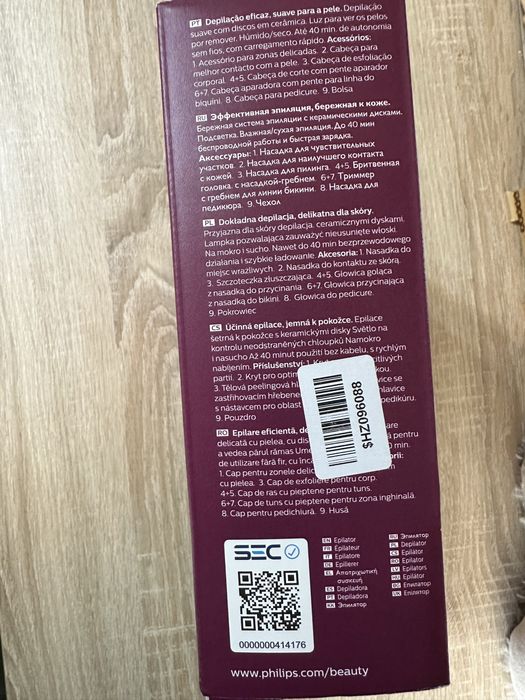 PT Depilação eficaz, suave para a pele. Depilação
suave com discos em cerâmica. Luz para ver os pelos
por remover. Húmido/seco. Até 40 min. de autonomia
sem fios, com carregamento rápido. Acessórios:
1. Acessório para zonas delicadas. 2. Cabeça para
melhor contacto com a pele. 3. Cabeça de esfoliação
corporal. 4+5. Cabeça de corte com pente aparador
6+7. Cabeça aparadora com pente para linha do
biquíni. 8. Cabeça para pedicure. 9. Bolsa
RU Эффективная эпиляция, бережная к коже.
Бережная система эпиляции с керамическими дисками.
Подсветка. Влажная/сухая эпиляция. До 40 мин
беспроводной работы и быстрая зарядка.
Аксессуары: 1. Насадка для чувствительных
участков. 2. Насадка для наилучшего контакта
с кожей. 3. Насадка для пилинга. 4+5. Бритвенная
головка. с насадкой-гребнем. 6+7. Триммер
с гребнем для линии бикини. 8. Насадка для
педикюра. 9. Чехол
PL Dokładna depilacja, delikatna dla skóry.
Przyjazna dla skóry depilacja. ceramicznymi dyskami.
Lampka pozwalająca zauważyć nieusunięte włoski.
Na mokro i sucho. Nawet do 40 min bezprzewodowego
działania i szybkie ładowanie. Akcesoria: 1. Nasadka do
miejsc wrażliwych. 2. Nasadka do kontaktu ze skórą.
3. Szczoteczka złuszczająca. 4+5. Głowica goląca
z nasadką do przycinania. 6+7. Głowica przycinająca
z nasadką do bikini. 8. Głowica do pedicure.
9. Pokrowiec
CS Účinná epilace, jemná k pokožce. Epilace
šetrná k pokožce s keramickými disky Světlo na
kontrolu neodstraněných chloupků Namokro
i nasucho Až 40 minut použití bez kabelu, s rychlým
nabíjením. Příslušenství: 1.
partií. 2. Kryt pro
3. Tělová peelingová
zastřihovacím hřebene
s nástavcem pro oblast pedikúru.
9. Pouzdro
$HZ096088
RO Epilare eficientă,
delicată cu pielea, cu pentru
a vedea părul rămas
de utilizare fără fir, cu
1. Cap pentru zonele
cu pielea. 3. Cap de exfoliere pentru corp.
4+5. Cap de ras cu pieptene pentru tuns.
6+7. Cap de tuns cu pieptene pentru zona inghinală.
8. Cap pentru pedichiură. 9. Husă
SEC
0000000414176
EN Epilator
FR Épilateur
IT Epilatore
DE Epilierer
EL Αποτριχωτική
συσκευή
ES Depiladora
PT Depiladora
KK Эпилятор
RU Эпилятор
PL Depilator
CS Epilátor
RO Epilator
LV Epilators
HU Epilátor
BG Епилатор
UK Епілятор
www.philips.com/beauty